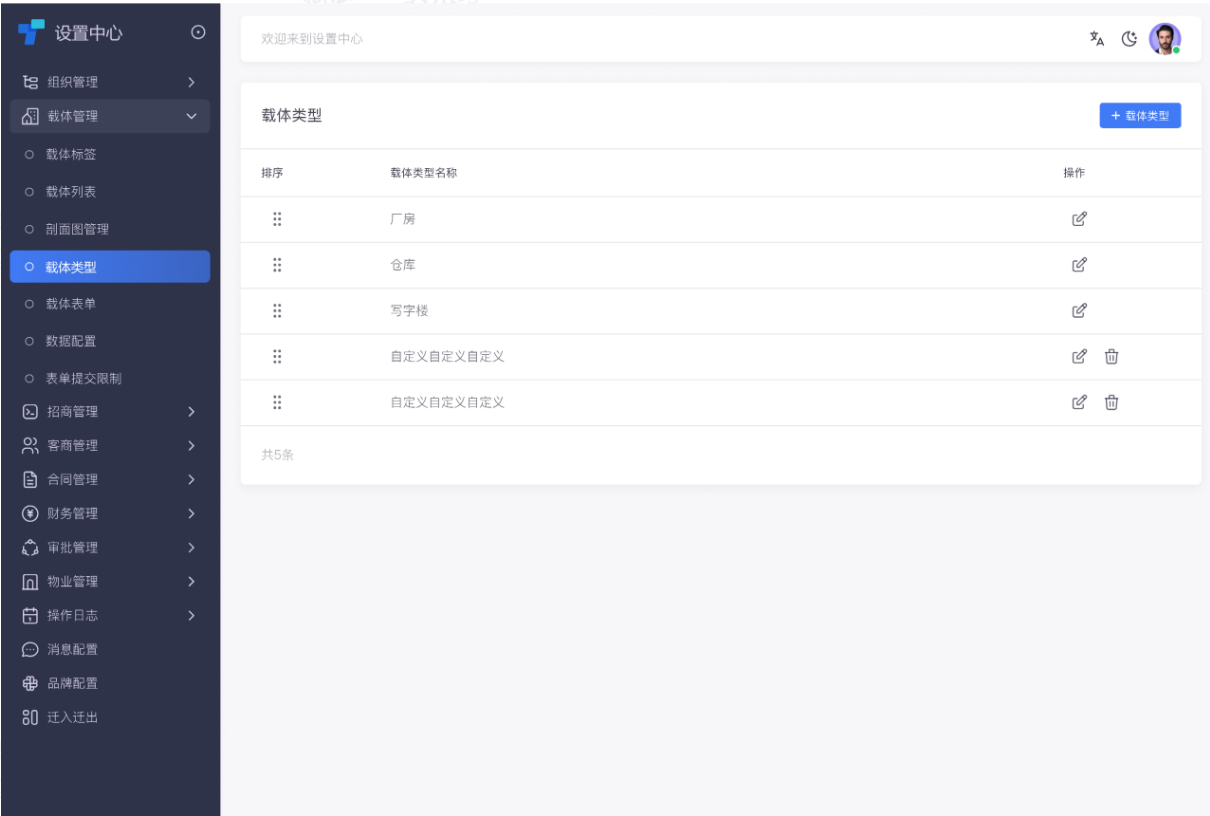 设置中心
欢迎来到设置中心
组织管理
载体管理
载体标签
载体列表
剖面图管理
载体类型
载体表单
数据配置
表单提交限制
招商管理
客商管理
合同管理
财务管理
审批管理
物业管理
操作日志
消息配置
品牌配置
迁入迁出
载体类型
+ 载体类型
排序 载体类型名称 操作
厂房
仓库
写字楼
自定义自定义自定义
自定义自定义自定义
共5条